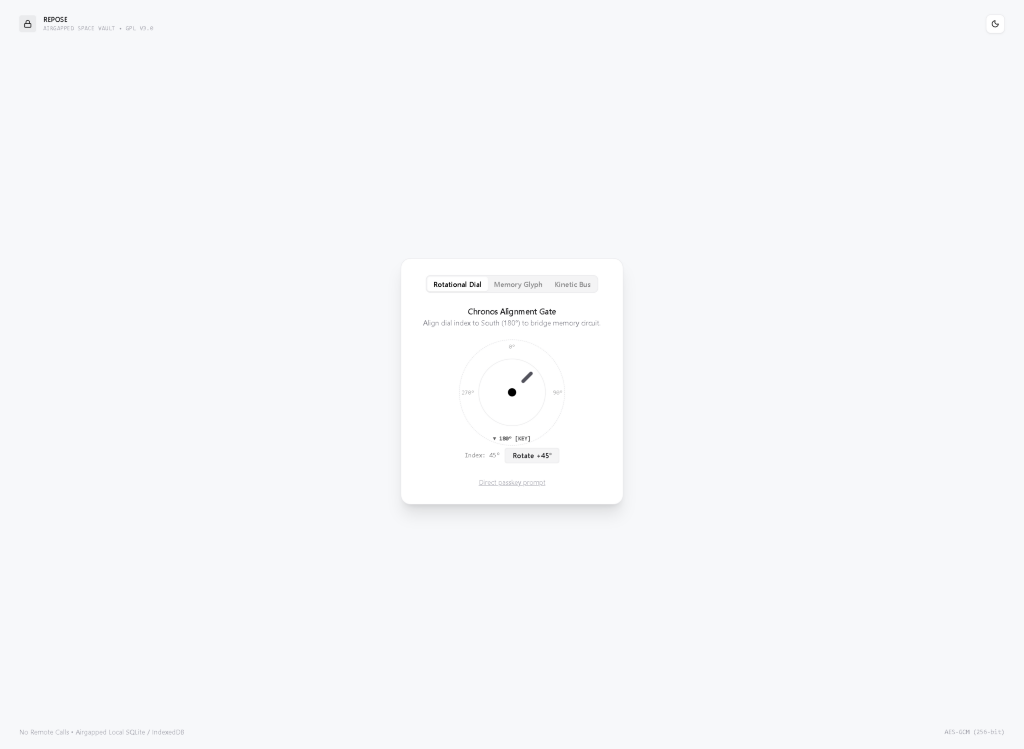 REPOSE
AIRGAPPED SPACE VAULT • GPL V3.0
Rotational Dial Memory Glyph Kinetic Bus
Chronos Alignment Gate
Align dial index to South (180°) to bridge memory circuit
0°
270° 90°
▼ 180° [KEY]
Index: 45° Rotate +45°
Direct passkey prompt
No Remote Calls • Airgapped Local SQLite / IndexedDB
AES-GCM (256-bit)